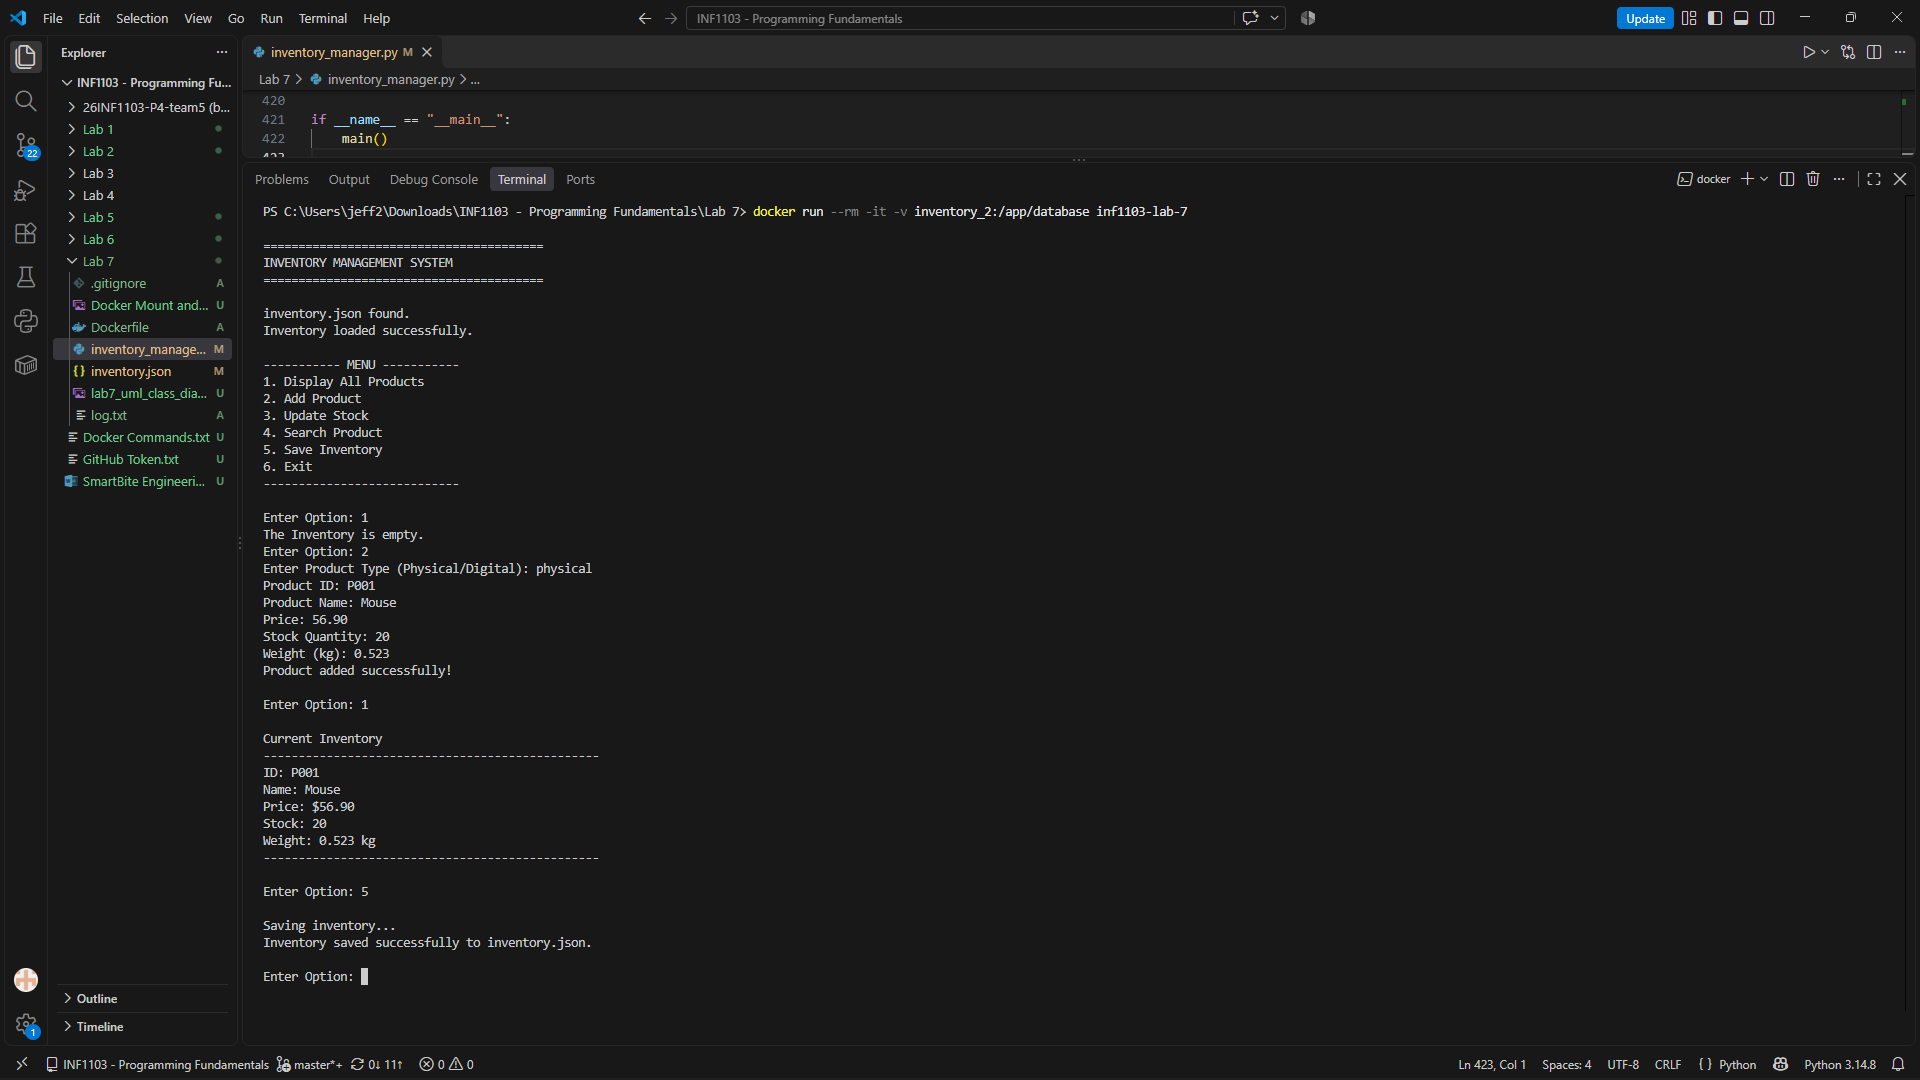 File Edit Selection View Go Run Terminal Help
INF1103 - Programming Fundamentals
Update
Explorer
INF1103 - Programming Fu...
26INF1103-P4-team5 (b...
Lab 1
Lab 2
Lab 3
Lab 4
Lab 5
Lab 6
Lab 7
.gitignore A
Docker Mount and... U
Dockerfile A
inventory_manage... M
inventory.json M
lab7_uml_class_dia... U
log.txt A
Docker Commands.txt U
GitHub Token.txt U
SmartBite Engineeri... U
Outline
Timeline
22
1
inventory_manager.py M
Lab 7 > inventory_manager.py > ...
420
421 if __name__ == "__main__":
422 main()
423
Problems Output Debug Console Terminal Ports
docker
PS C:\Users\jeff2\Downloads\INF1103 - Programming Fundamentals\Lab 7> docker run --rm -it -v inventory_2:/app/database inf1103-lab-7
========================================
INVENTORY MANAGEMENT SYSTEM
========================================
inventory.json found.
Inventory loaded successfully.
----------- MENU -----------
1. Display All Products
2. Add Product
3. Update Stock
4. Search Product
5. Save Inventory
6. Exit
----------------------------
Enter Option: 1
The Inventory is empty.
Enter Option: 2
Enter Product Type (Physical/Digital): physical
Product ID: P001
Product Name: Mouse
Price: 56.90
Stock Quantity: 20
Weight (kg): 0.523
Product added successfully!
Enter Option: 1
Current Inventory
------------------------------------------------
ID: P001
Name: Mouse
Price: $56.90
Stock: 20
Weight: 0.523 kg
------------------------------------------------
Enter Option: 5
Saving inventory...
Inventory saved successfully to inventory.json.
Enter Option:
INF1103 - Programming Fundamentals master*+ 0↓ 11↑ 0 0
Ln 423, Col 1 Spaces: 4 UTF-8 CRLF { } Python Python 3.14.8